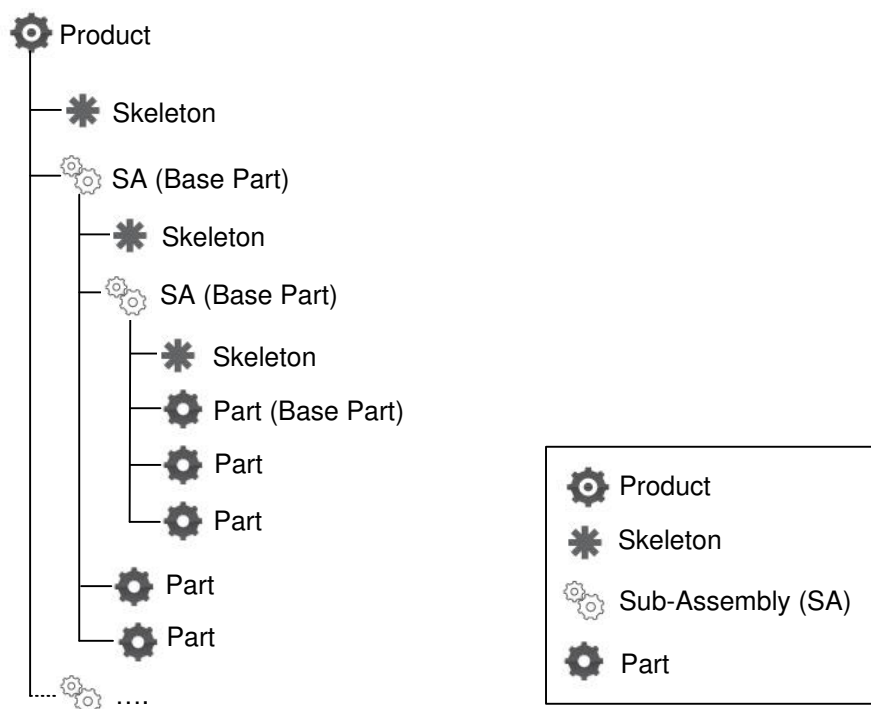 Product
Skeleton
SA (Base Part)
Skeleton
SA (Base Part)
Skeleton
Part (Base Part)
Part
Part
Part
Part
....
Product
Skeleton
Sub-Assembly (SA)
Part